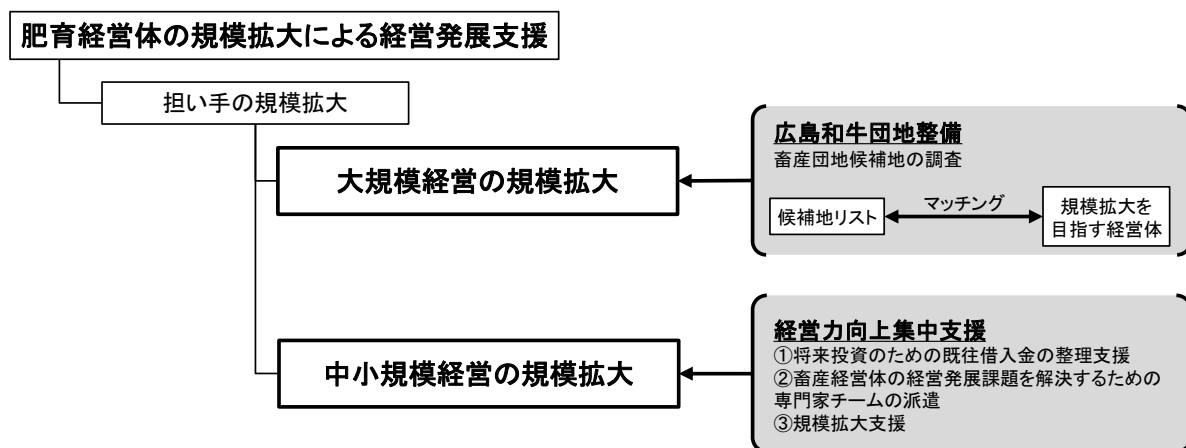 肥育経営体の規模拡大による経営発展支援
担い手の規模拡大
大規模経営の規模拡大
広島和牛団地整備
畜産団地候補地の調査
候補地リスト
マッチング
規模拡大を
目指す経営体
中小規模経営の規模拡大
経営力向上集中支援
①将来投資のための既往借入金の整理支援
②畜産経営体の経営発展課題を解決するための
専門家チームの派遣
③規模拡大支援